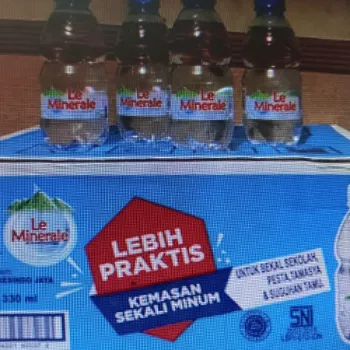 Le
Minerale
Le
Minerale
Le
Minerale
Le
Minerale
Le
Minerale
LEBIH
PRAKTIS
KEMASAN
SEKALI MINUM
UNTUK BEKAL SEKOLAH,
PESTA, TAMASYA
& SUGUHAN TAMU.
JAYA
330 ml
SNI